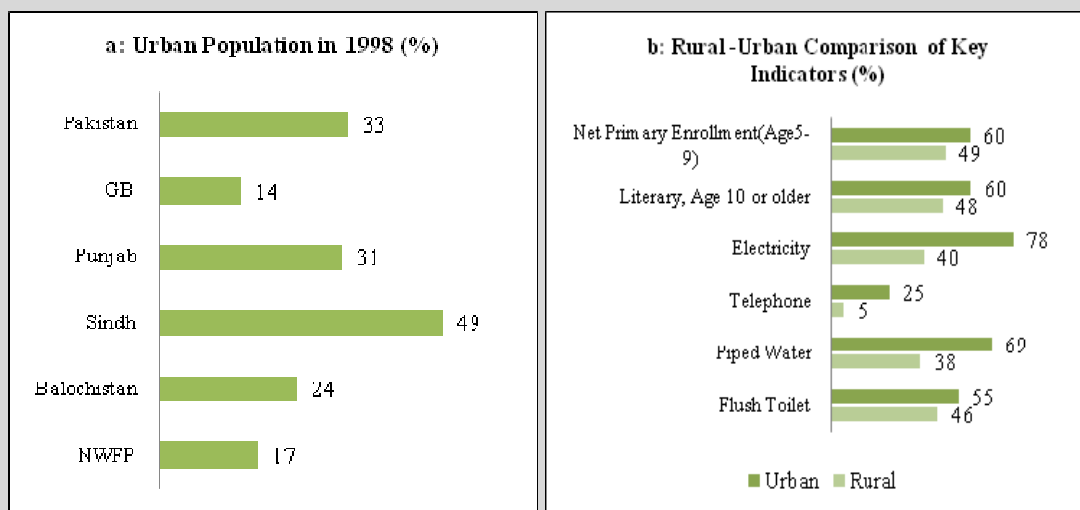 a: Urban Population in 1998 (%)
Pakistan 33
GB 14
Punjab 31
Sindh 49
Balochistan 24
NWFP 17
b: Rural-Urban Comparison of Key
Indicators (%)
Net Primary Enrollment(Age5-
9)
60
49
Literary, Age 10 or older
60
48
Electricity
78
40
Telephone
25
5
Piped Water
69
38
Flush Toilet
55
46
Urban Rural